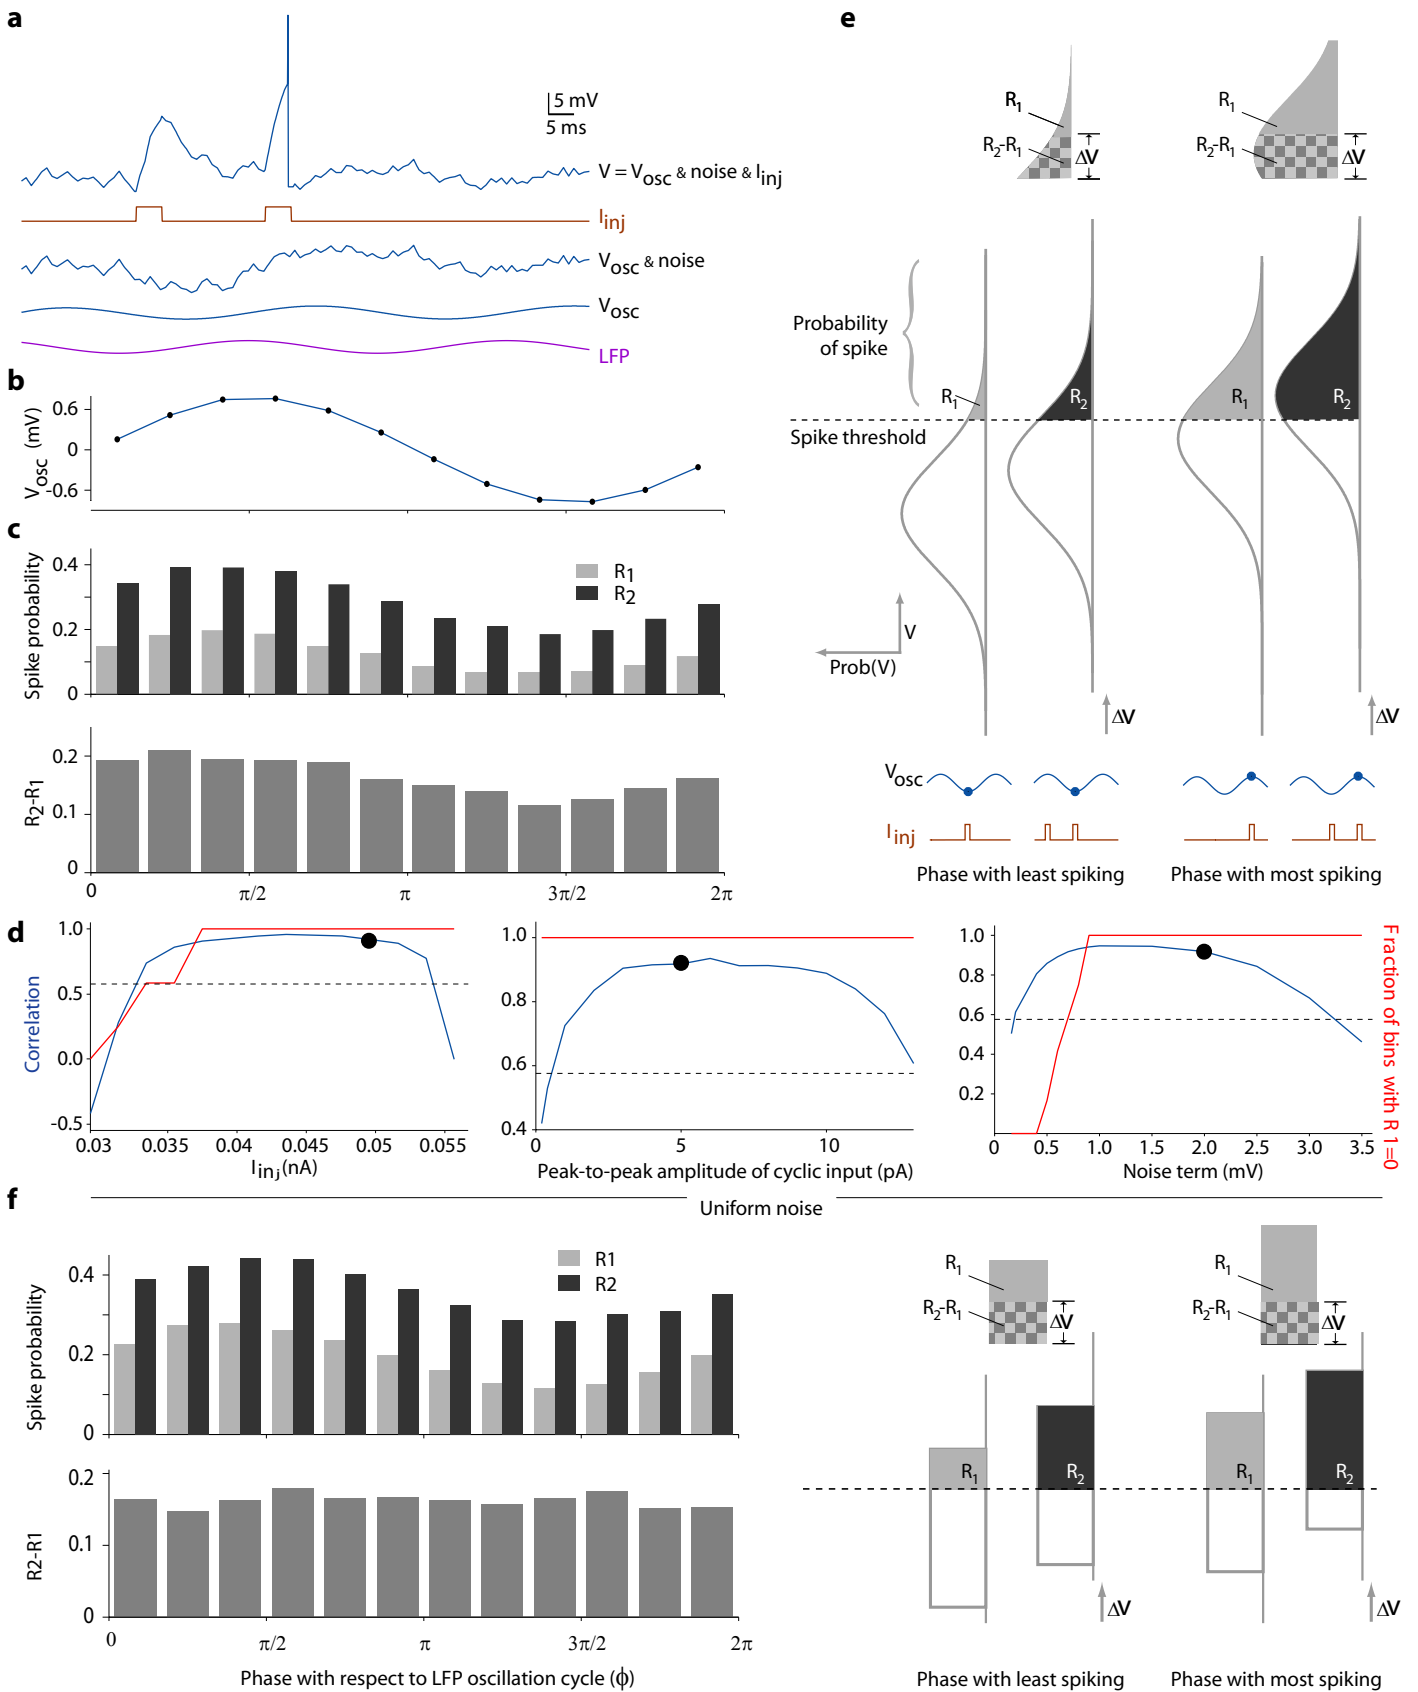 a
5 mV
5 ms
V = Vosc & noise & Iinj
Iinj
Vosc & noise
Vosc
LFP
b
Vosc (mV)
0.6
0
-0.6
c
Spike probability
0.4
0.2
0
R1
R2
R2-R1
0.2
0.1
0
0
π/2
π
3π/2
2π
d
Correlation
1.0
0.5
0.0
-0.5
0.03
0.035
0.04
0.045
0.05
0.055
Iinj(nA)
1.0
0.8
0.6
0.4
0
5
10
Peak-to-peak amplitude of cyclic input (pA)
1.0
0.8
0.6
0.4
0.2
0
0.5
1.0
1.5
2.0
2.5
3.0
3.5
Noise term (mV)
Fraction of bins with R 1=0
e
R1
R2-R1
ΔV
R1
R2-R1
ΔV
Probability
of spike
R1
R2
R1
R2
Spike threshold
V
Prob(V)
ΔV
ΔV
Vosc
Iinj
Phase with least spiking
Phase with most spiking
f
Uniform noise
Spike probability
0.4
0.2
0
R1
R2
R2-R1
0.2
0.1
0
0
π/2
π
3π/2
2π
Phase with respect to LFP oscillation cycle (ϕ)
R1
R2-R1
ΔV
R1
R2-R1
ΔV
R1
R2
R1
R2
ΔV
ΔV
Phase with least spiking
Phase with most spiking